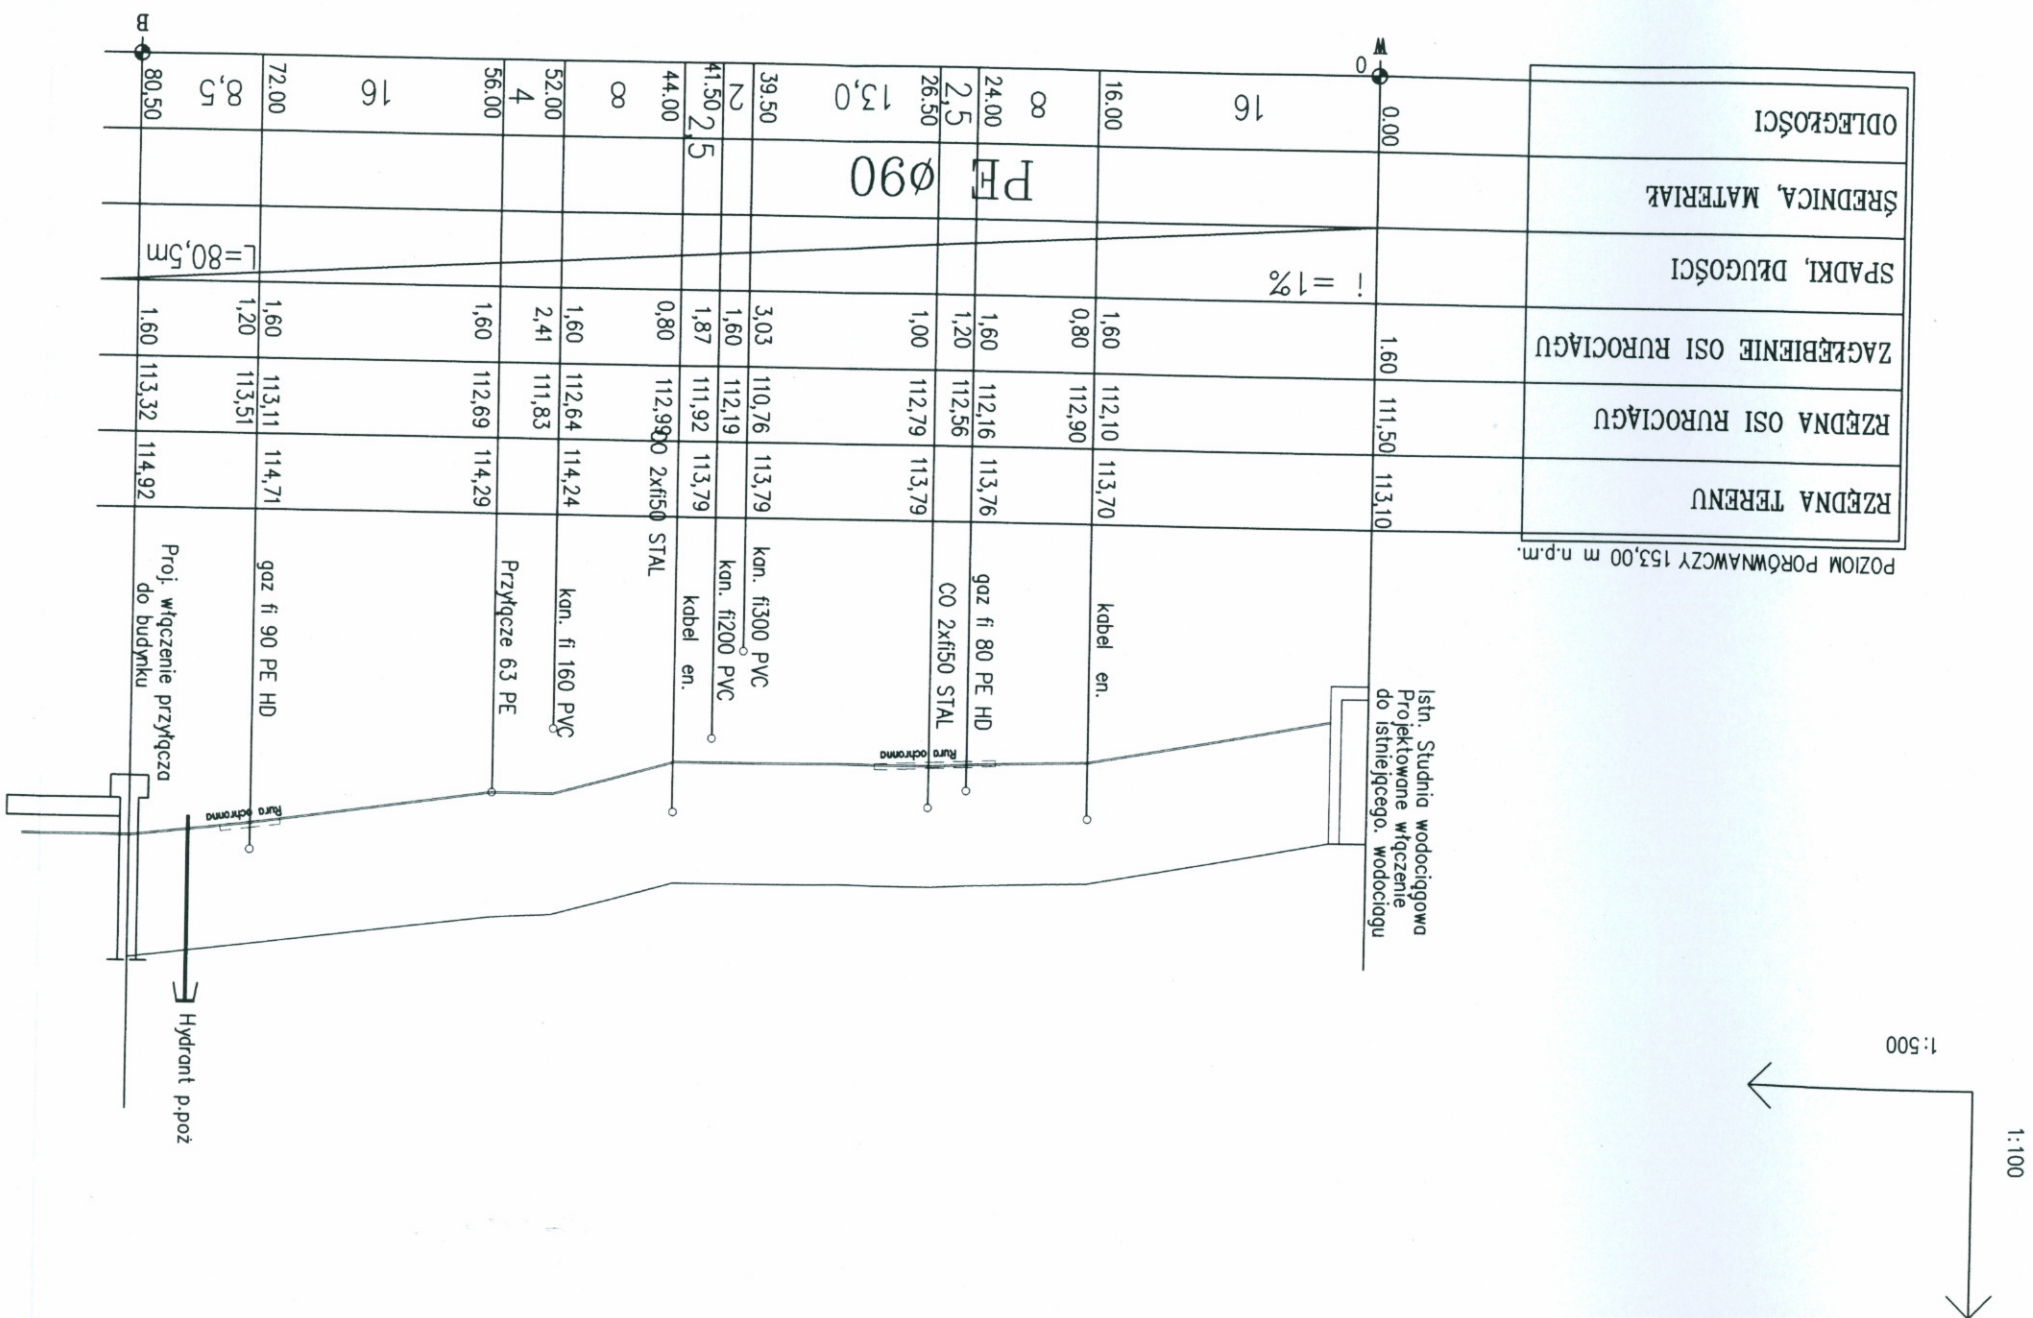 1:100
1:500
Istn. Studnia wodociągowa
Projektowane włączenie
do istniejącego. wodociągu
kabel en.
gaz fi 80 PE HD
CO 2xfi50 STAL
kan. fi300 PVC
kan. fi200 PVC
kabel en.
CO 2xfi50 STAL
kan. fi 160 PVC
Przyłącze 63 PE
gaz fi 90 PE HD
Proj. włączenie przyłącza
do budynku
Hydrant p.poż
Rura ochronna
Rura ochronna
POZIOM PORÓWNAWCZY 153,00 m n.p.m.
RZĘDNA TERENU
113,10
113,70
113,76
113,79
113,79
113,79
114,24
114,29
114,71
114,92
RZĘDNA OSI RUROCIĄGU
111,50
112,10
112,90
112,16
112,56
112,79
110,76
112,19
111,92
112,99
112,64
111,83
112,69
113,11
113,51
113,32
ZAGŁĘBIENIE OSI RUROCIĄGU
1.60
1,60
0,80
1,60
1,20
1,00
3,03
1,60
1,87
0,80
1,60
2,41
1,60
1,60
1,20
1.60
SPADKI, DŁUGOŚCI
i =1%
L=80,5m
ŚREDNICA, MATERIAŁ
PE ø90
ODLEGŁOŚCI
0.00
16
16.00
8
24.00
2,5
26.50
13,0
39.50
2
41.50
2,5
44.00
8
52.00
4
56.00
16
72.00
8,5
80.50
0
W
B